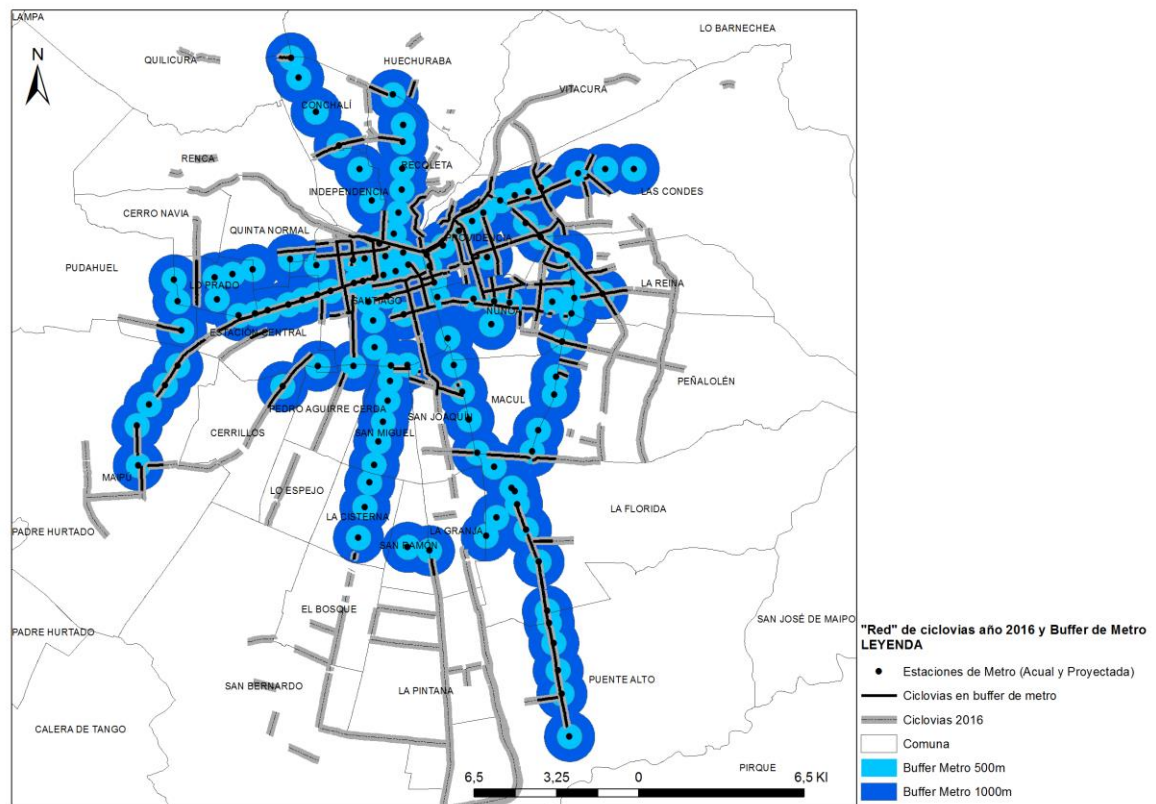 LAMPA
LO BARNECHEA
QUILICURA
HUECHURABA
N
VITACURA
CONCHALÍ
RENCA
RECOLETA
INDEPENDENCIA
LAS CONDES
CERRO NAVIA
QUINTA NORMAL
PROVIDENCIA
PUDAHUEL
LO PRADO
LA REINA
SANTIAGO
ÑUÑOA
ESTACIÓN CENTRAL
PEÑALOLÉN
MACUL
PEDRO AGUIRRE CERDA
SAN JOAQUÍN
CERRILLOS
SAN MIGUEL
MAIPÚ
LO ESPEJO
LA FLORIDA
LA CISTERNA
PADRE HURTADO
LA GRANJA
SAN RAMÓN
EL BOSQUE
SAN JOSÉ DE MAIPO
PADRE HURTADO
PUENTE ALTO
SAN BERNARDO
LA PINTANA
CALERA DE TANGO
PIRQUE
6,5 3,25 0 6,5 Kl
"Red" de ciclovias año 2016 y Buffer de Metro
LEYENDA
Estaciones de Metro (Acual y Proyectada)
Ciclovias en buffer de metro
Ciclovias 2016
Comuna
Buffer Metro 500m
Buffer Metro 1000m